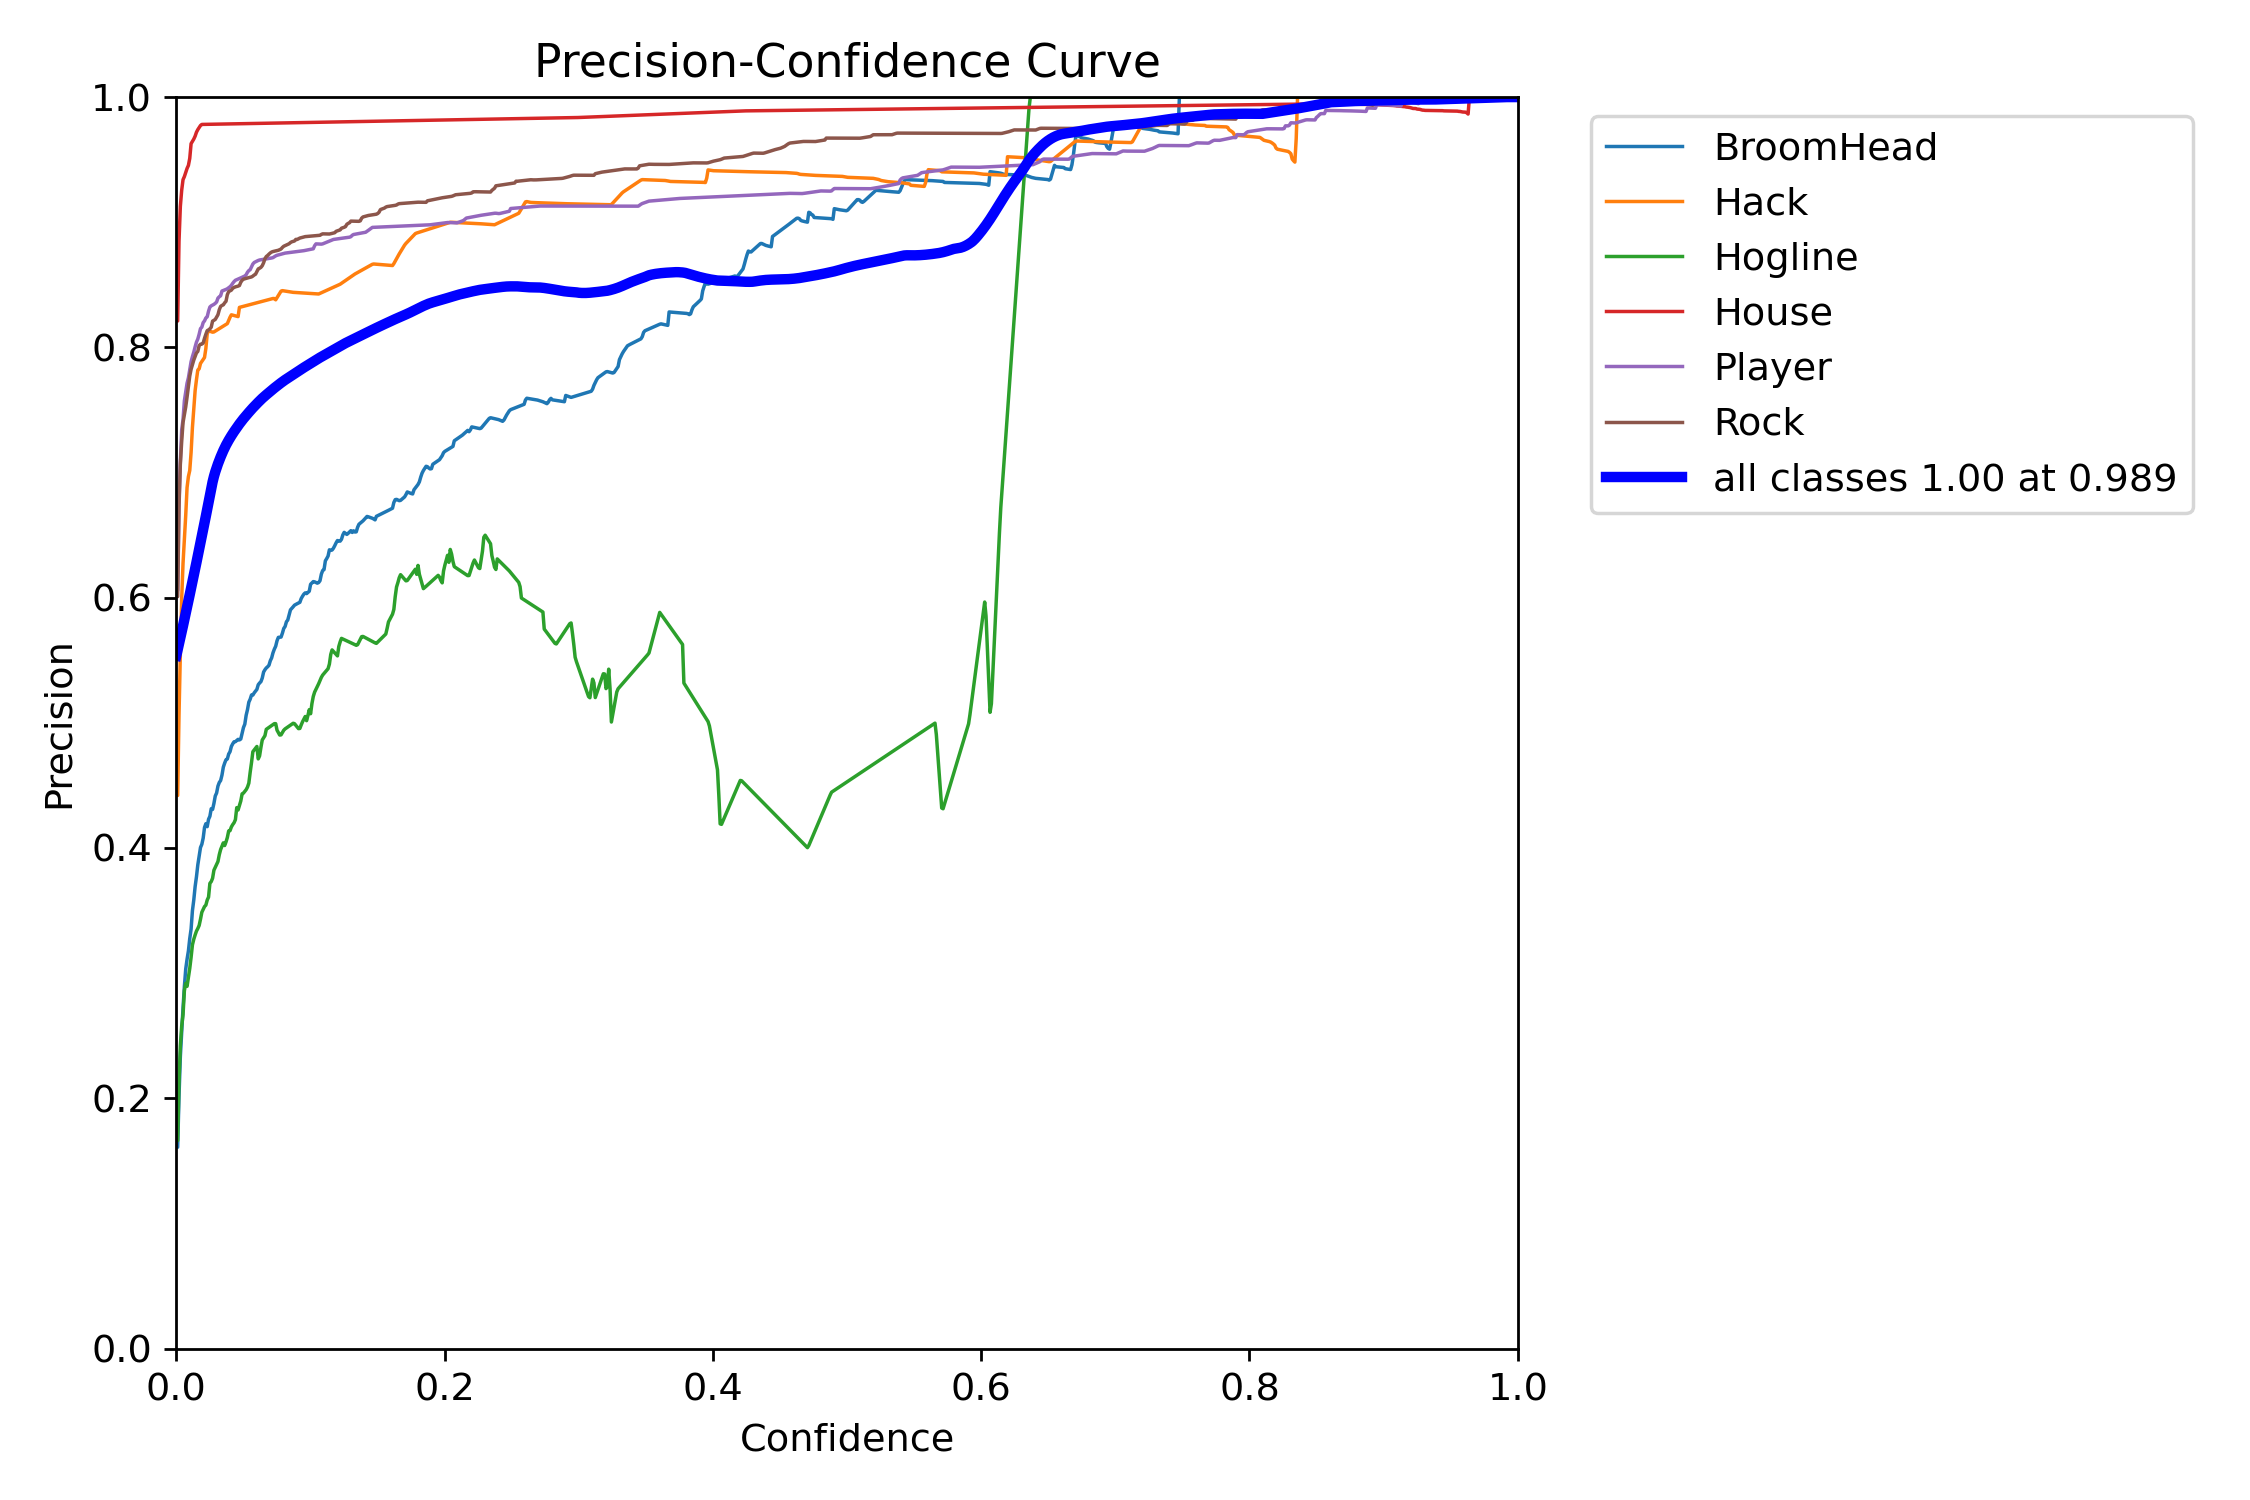 Precision-Confidence Curve
1.0
0.8
0.6
0.4
0.2
0.0
Precision
0.0 0.2 0.4 0.6 0.8 1.0
Confidence
BroomHead
Hack
Hogline
House
Player
Rock
all classes 1.00 at 0.989